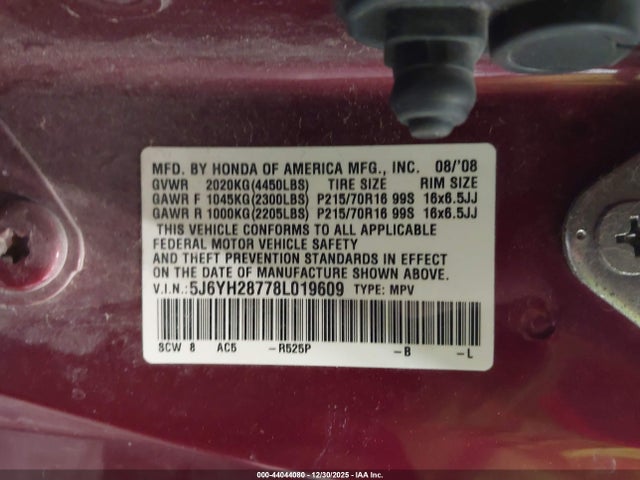 MFD. BY HONDA OF AMERICA MFG., INC. 08/'08
GVWR 2020KG(4450LBS) TIRE SIZE RIM SIZE
GAWR F 1045KG(2300LBS) P215/70R16 99S 16x6.5JJ
GAWR R 1000KG(2205LBS) P215/70R16 99S 16x6.5JJ
THIS VEHICLE CONFORMS TO ALL APPLICABLE
FEDERAL MOTOR VEHICLE SAFETY
AND THEFT PREVENTION STANDARDS IN EFFECT
ON THE DATE OF MANUFACTURE SHOWN ABOVE.
V.I.N.: 5J6YH28778L019609 TYPE: MPV
SCW 8 AC5 -R525P -B -L
000-44044080 - 12/30/2025 - IAA Inc.